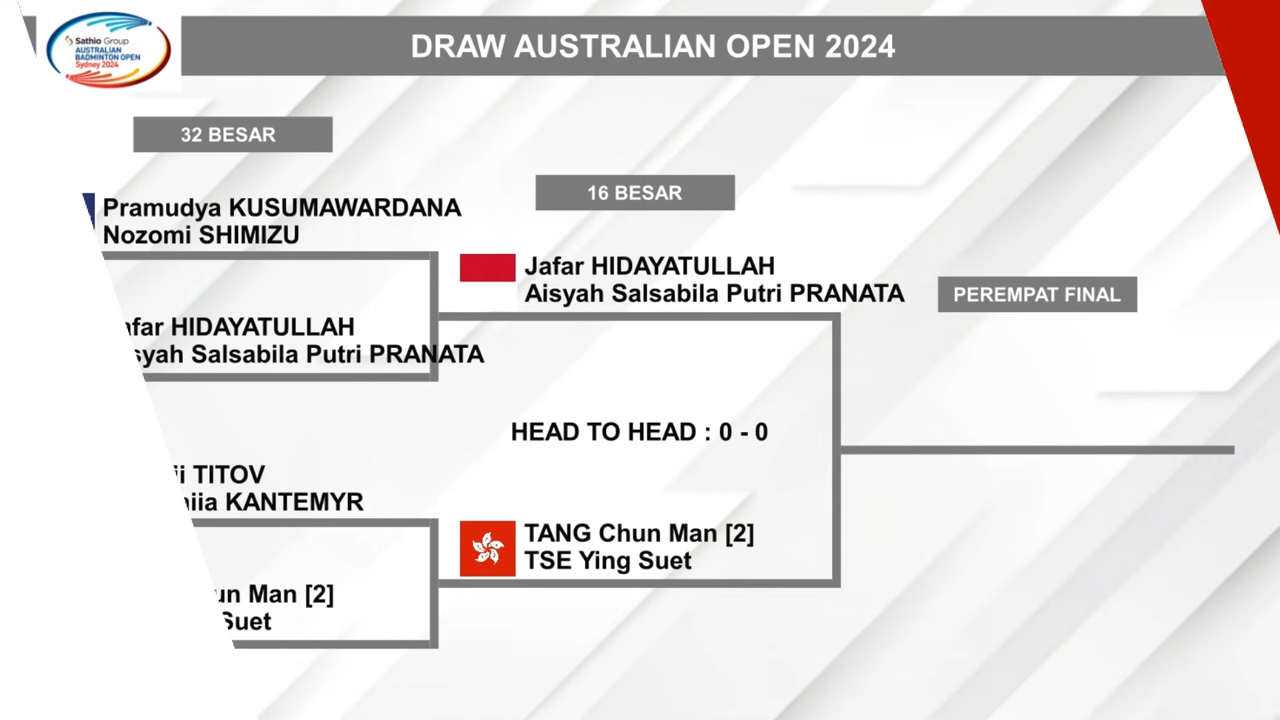 Sathio Group
AUSTRALIAN
BADMINTON OPEN
Sydney 2024
DRAW AUSTRALIAN OPEN 2024
32 BESAR
Pramudya KUSUMAWARDANA
Nozomi SHIMIZU
HIDAYATULLAH
Salsabila Putri PRANATA
TITOV
KANTEMYR
Man [2]
Suet
16 BESAR
Jafar HIDAYATULLAH
Aisyah Salsabila Putri PRANATA
HEAD TO HEAD : 0 - 0
TANG Chun Man [2]
TSE Ying Suet
PEREMPAT FINAL